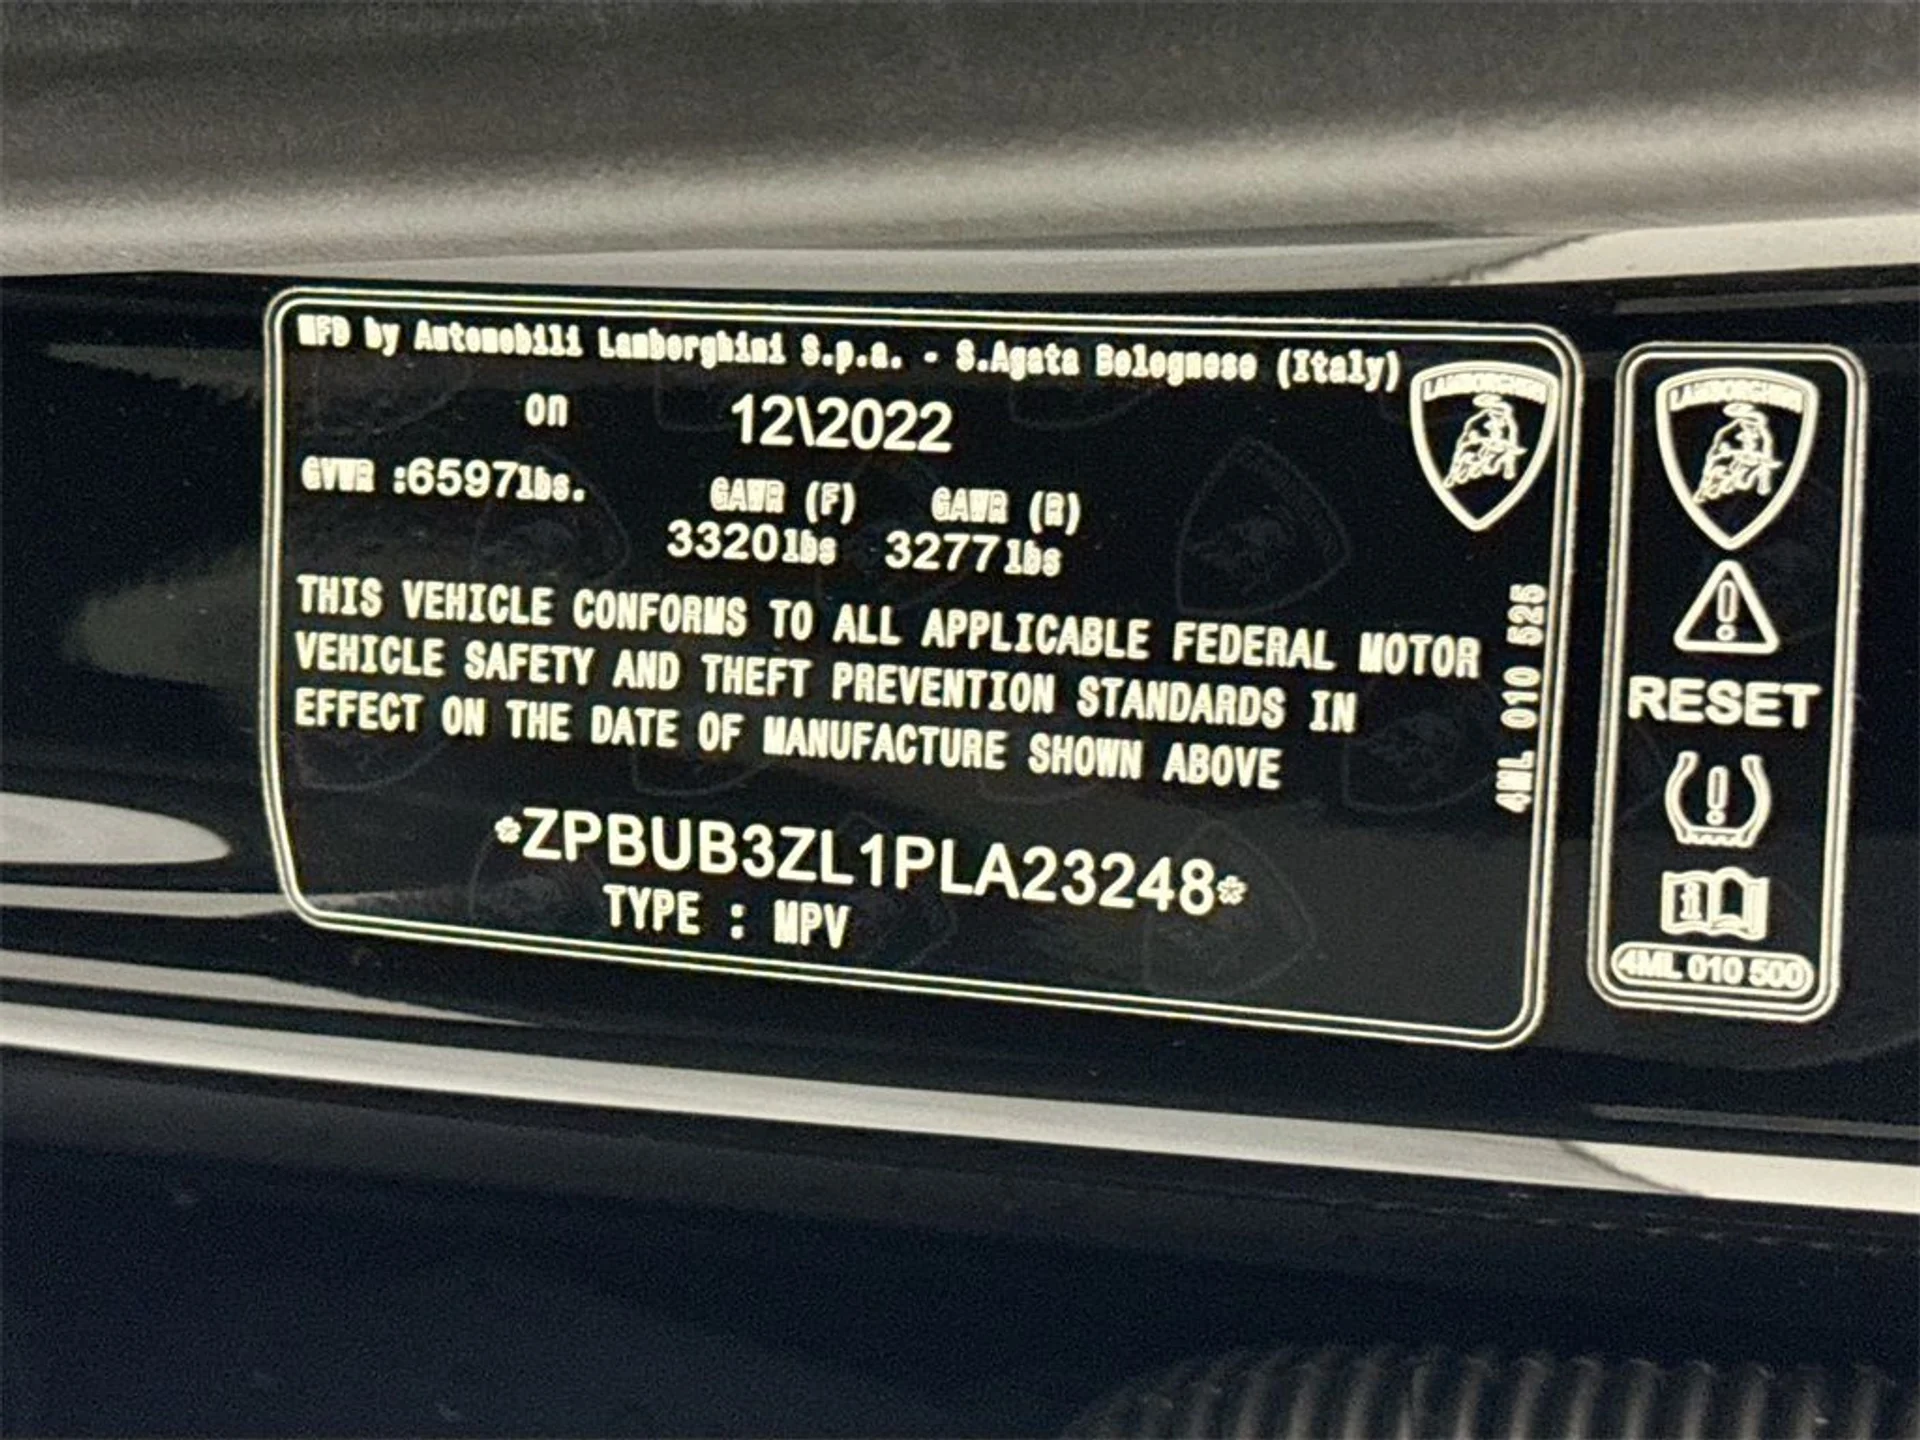 MFD by Automobili Lamborghini S.p.a. - S.Agata Bolognese (Italy)
on 12\2022
GVWR :6597lbs. GAWR (F) GAWR (R)
3320lbs 3277lbs
THIS VEHICLE CONFORMS TO ALL APPLICABLE FEDERAL MOTOR
VEHICLE SAFETY AND THEFT PREVENTION STANDARDS IN
EFFECT ON THE DATE OF MANUFACTURE SHOWN ABOVE
*ZPBUB3ZL1PLA23248*
TYPE : MPV
LAMBORGHINI
4ML 010 525
LAMBORGHINI
RESET
4ML 010 500